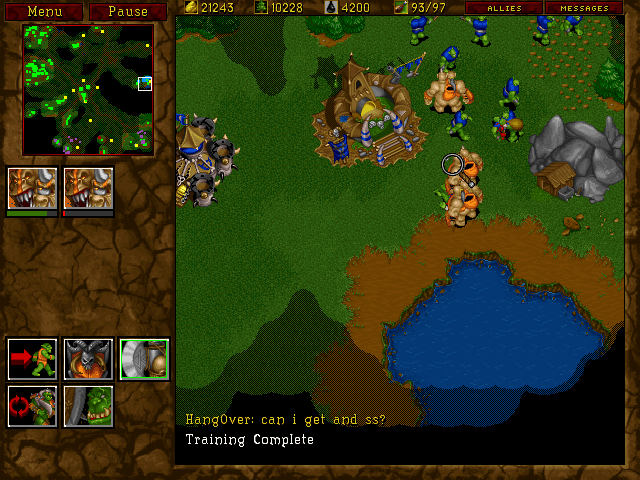 Menu Pause 21243 10228 4200 93/97 ALLIES MESSAGES
HangOver: can i get and ss?
Training Complete